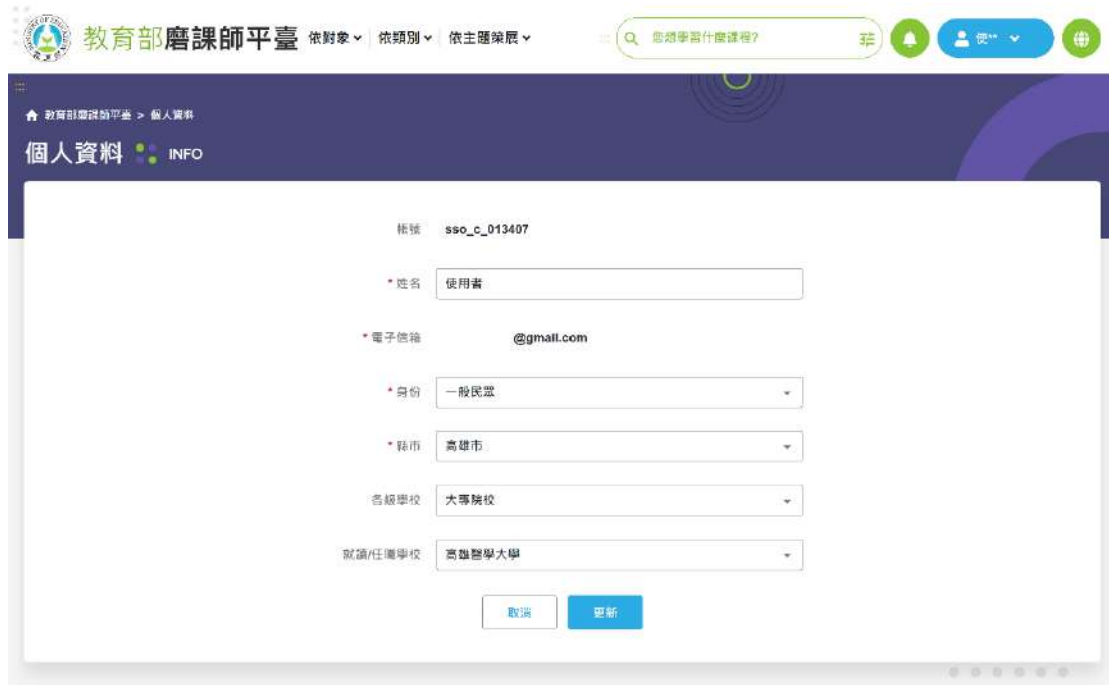 教育部磨課師平臺 依對象 依類別 依主題策展 您想學習什麼課程? 使**
教育部磨課師平臺 > 個人資料
個人資料 INFO
帳號 sso_c_013407
* 姓名 使用者
* 電子信箱 @gmail.com
* 身份 一般民眾
* 縣市 高雄市
各級學校 大專院校
就讀/任職學校 高雄醫學大學
取消 更新